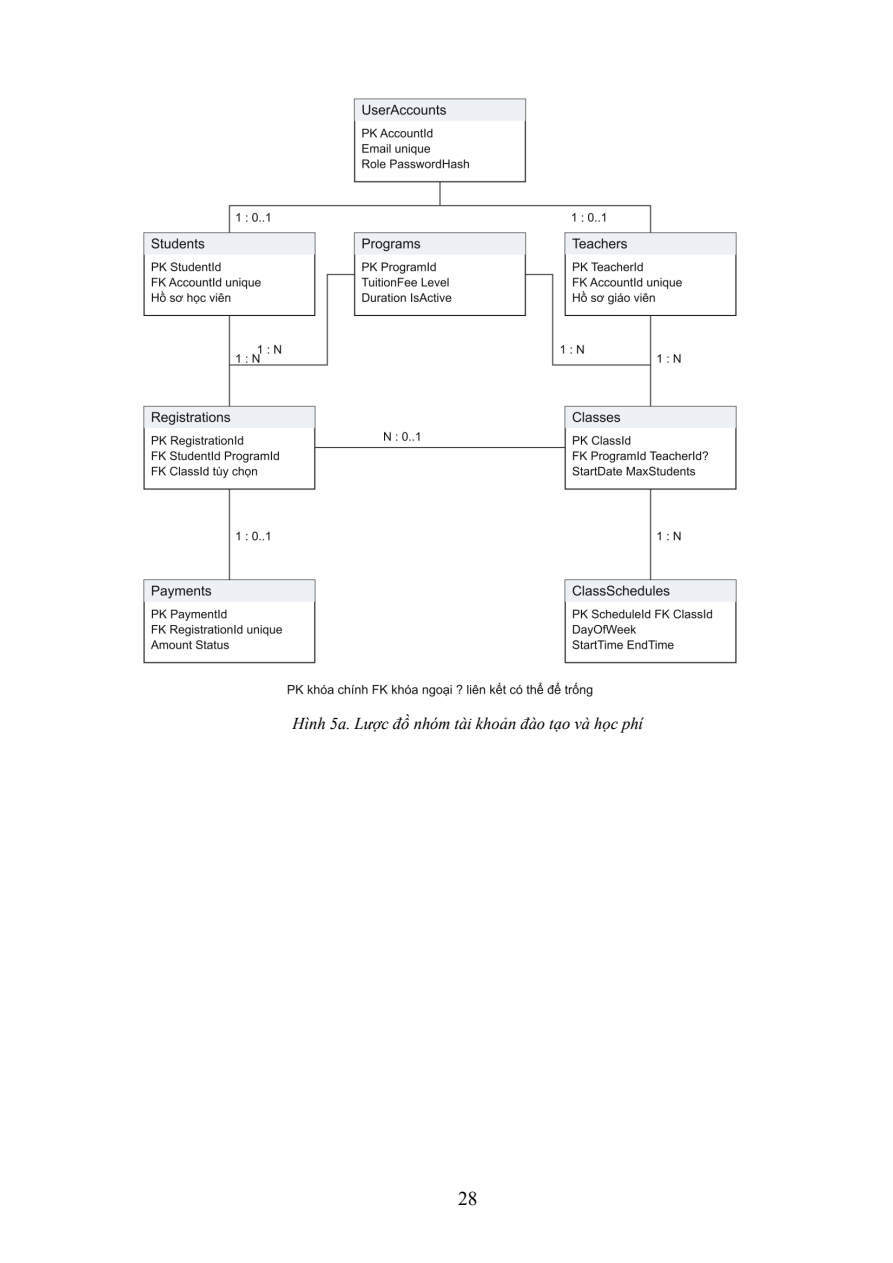 UserAccounts
PK AccountId
Email unique
Role PasswordHash
1 : 0..1
1 : 0..1
Students
PK StudentId
FK AccountId unique
Hồ sơ học viên
Programs
PK ProgramId
TuitionFee Level
Duration IsActive
Teachers
PK TeacherId
FK AccountId unique
Hồ sơ giáo viên
1 : N
1 : N
1 : N
1 : N
Registrations
PK RegistrationId
FK StudentId ProgramId
FK ClassId tùy chọn
N : 0..1
Classes
PK ClassId
FK ProgramId TeacherId?
StartDate MaxStudents
1 : 0..1
1 : N
Payments
PK PaymentId
FK RegistrationId unique
Amount Status
ClassSchedules
PK ScheduleId FK ClassId
DayOfWeek
StartTime EndTime
PK khóa chính FK khóa ngoại ? liên kết có thể để trống
Hình 5a. Lược đồ nhóm tài khoản đào tạo và học phí
28